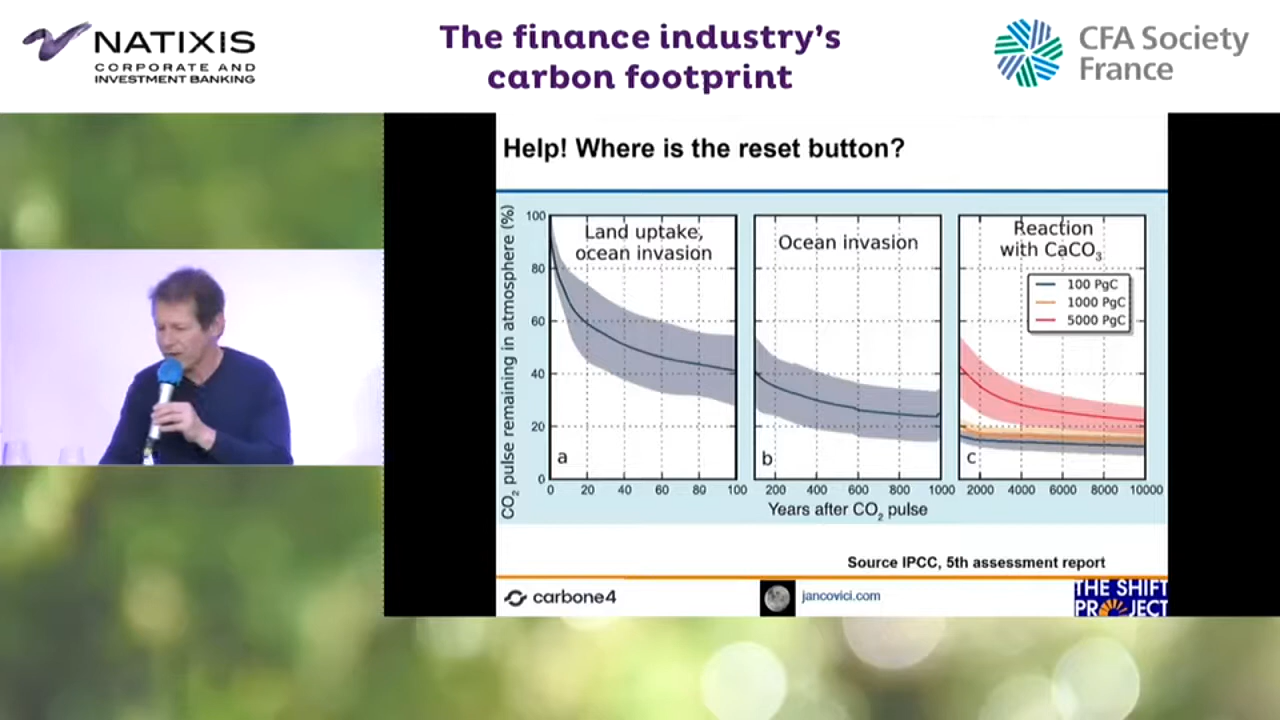 NATIXIS
CORPORATE AND
INVESTMENT BANKING
The finance industry's
carbon footprint
CFA Society
France
Help! Where is the reset button?
CO2 pulse remaining in atmosphere (%)
100
80
60
40
20
0
Land uptake,
ocean invasion
a
0 20 40 60 80 100
Ocean invasion
b
200 400 600 800 1000
Reaction
with CaCO3
100 PgC
1000 PgC
5000 PgC
c
2000 4000 6000 8000 10000
Years after CO2 pulse
Source IPCC, 5th assessment report
carbone4
jancovici.com
THE SHIFT
PROJECT